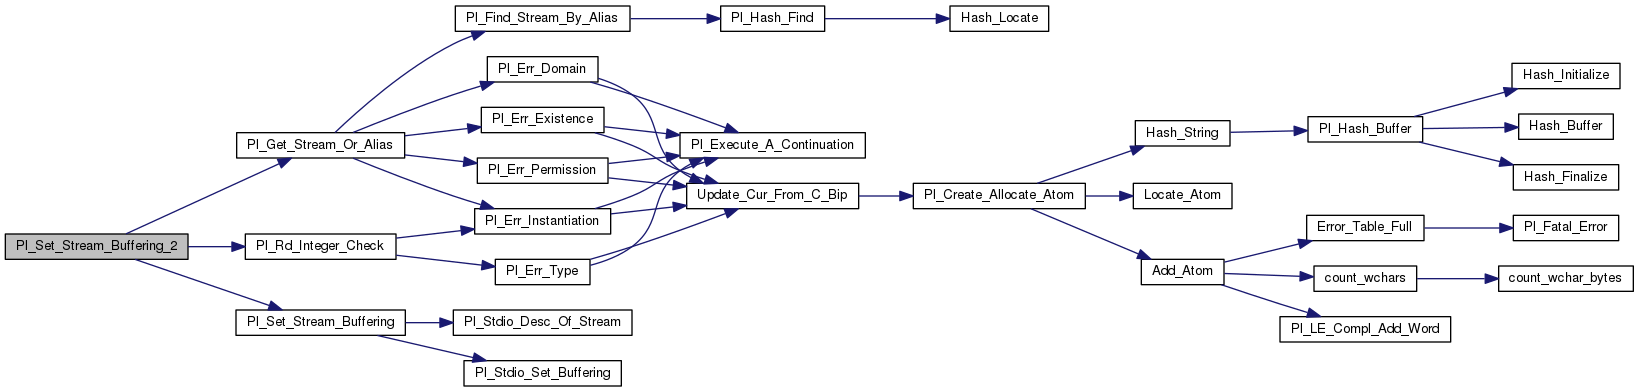 Pl_Find_Stream_By_Alias
Pl_Hash_Find
Hash_Locate
Pl_Err_Domain
Hash_Initialize
Pl_Err_Existence
Hash_String
Pl_Hash_Buffer
Hash_Buffer
Pl_Get_Stream_Or_Alias
Pl_Execute_A_Continuation
Pl_Err_Permission
Hash_Finalize
Update_Cur_From_C_Bip
Pl_Create_Allocate_Atom
Locate_Atom
Pl_Err_Instantiation
Error_Table_Full
Pl_Fatal_Error
Pl_Set_Stream_Buffering_2
Pl_Rd_Integer_Check
Pl_Err_Type
Add_Atom
count_wchars
count_wchar_bytes
Pl_Set_Stream_Buffering
Pl_Stdio_Desc_Of_Stream
Pl_LE_Compl_Add_Word
Pl_Stdio_Set_Buffering